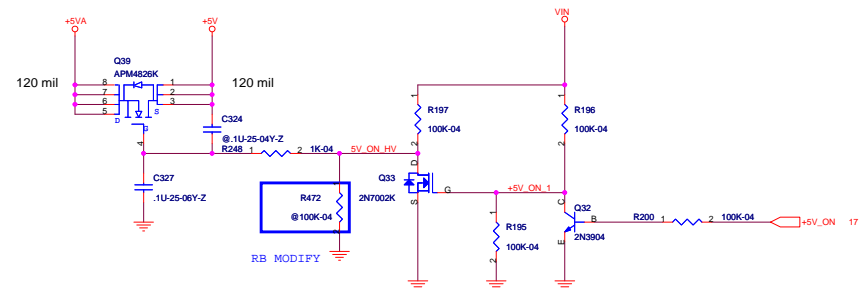 +5VA +5V VIN
Q39
APM4826K
120 mil 8 7 6 5 D 1 2 3 S G 120 mil
4
C324
@.1U-25-04Y-Z
R197
100K-04
1 2
R196
100K-04
1 2
R248 1 2 1K-04 5V_ON_HV
C327
.1U-25-06Y-Z
R472
@100K-04
1 2
RB MODIFY
Q33
2N7002K
D G S
+5V_ON_1
R195
100K-04
1 2
Q32
2N3904
C B E
R200 1 2 100K-04 +5V_ON 17